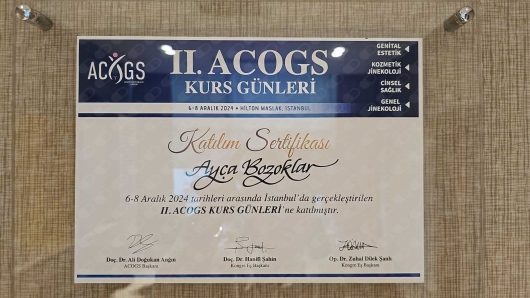 ACOGS
II. ACOGS
KURS GÜNLERİ
6-8 ARALIK 2024 • HILTON MASLAK, İSTANBUL
GENİTAL
ESTETİK
KOZMETİK
JİNEKOLOJİ
CİNSEL
SAĞLIK
GENEL
JİNEKOLOJİ
Katılım Sertifikası
Ayça Bozoklar
6-8 Aralık 2024 tarihleri arasında İstanbul'da gerçekleştirilen
II. ACOGS KURS GÜNLERİ'ne katılmıştır.
Doç. Dr. Ali Doğukan Angın
ACOGS Başkanı
Doç. Dr. Hanifi Şahin
Kongre Eş Başkanı
Op. Dr. Zuhal Dilek Şanlı
Kongre Eş Başkanı